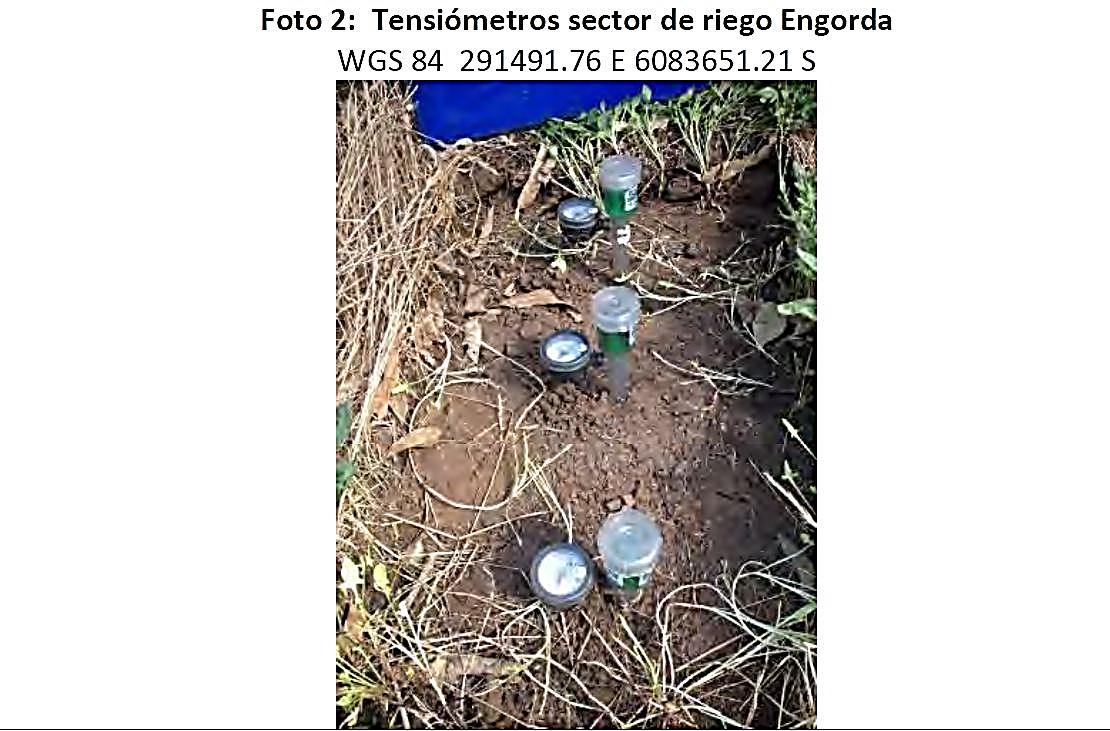 Foto 2: Tensiómetros sector de riego Engorda
WGS 84 291491.76 E 6083651.21 S